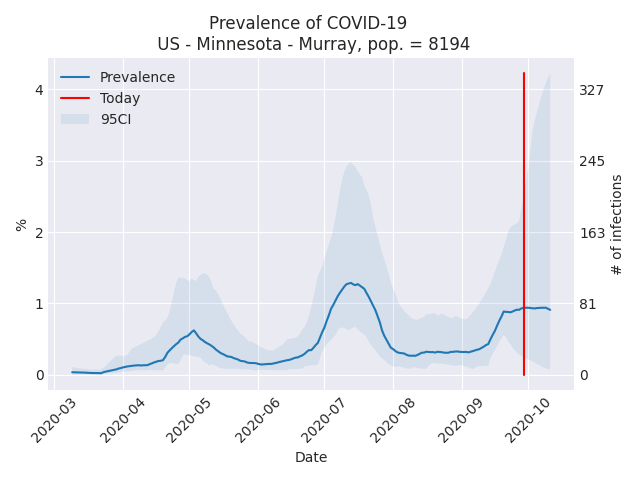 Prevalence of COVID-19
US - Minnesota - Murray, pop. = 8194
Prevalence
Today
95CI
4
3
2
1
0
%
327
245
163
81
0
# of infections
2020-03
2020-04
2020-05
2020-06
2020-07
2020-08
2020-09
2020-10
Date